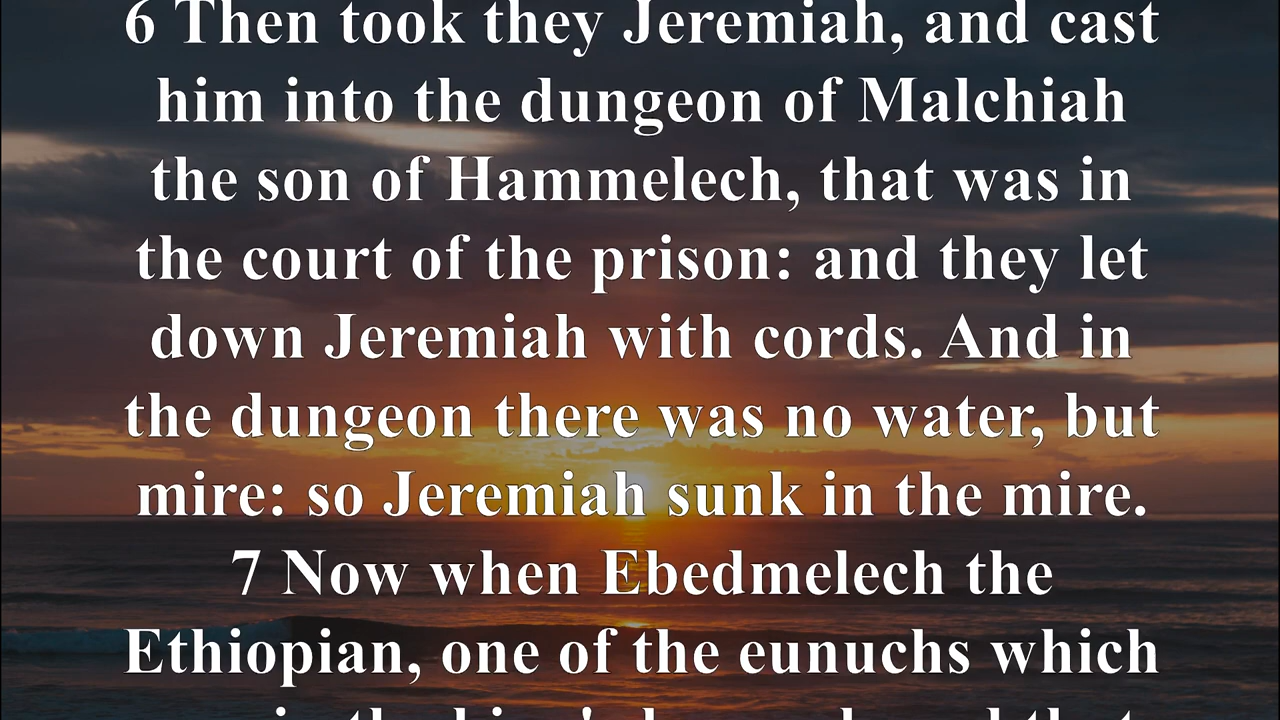 6 Then took they Jeremiah, and cast
him into the dungeon of Malchiah
the son of Hammelech, that was in
the court of the prison: and they let
down Jeremiah with cords. And in
the dungeon there was no water, but
mire: so Jeremiah sunk in the mire.
7 Now when Ebedmelech the
Ethiopian, one of the eunuchs which
in the king's